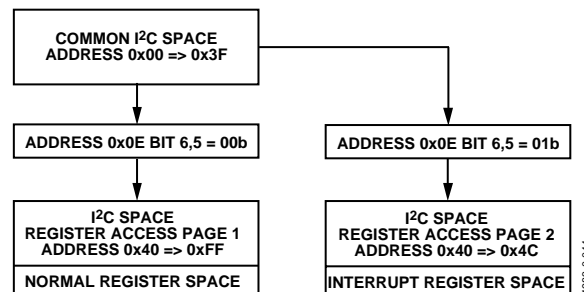 COMMON I2C SPACE
ADDRESS 0x00 => 0x3F
ADDRESS 0x0E BIT 6,5 = 00b
ADDRESS 0x0E BIT 6,5 = 01b
I2C SPACE
REGISTER ACCESS PAGE 1
ADDRESS 0x40 => 0xFF
NORMAL REGISTER SPACE
I2C SPACE
REGISTER ACCESS PAGE 2
ADDRESS 0x40 => 0x4C
INTERRUPT REGISTER SPACE